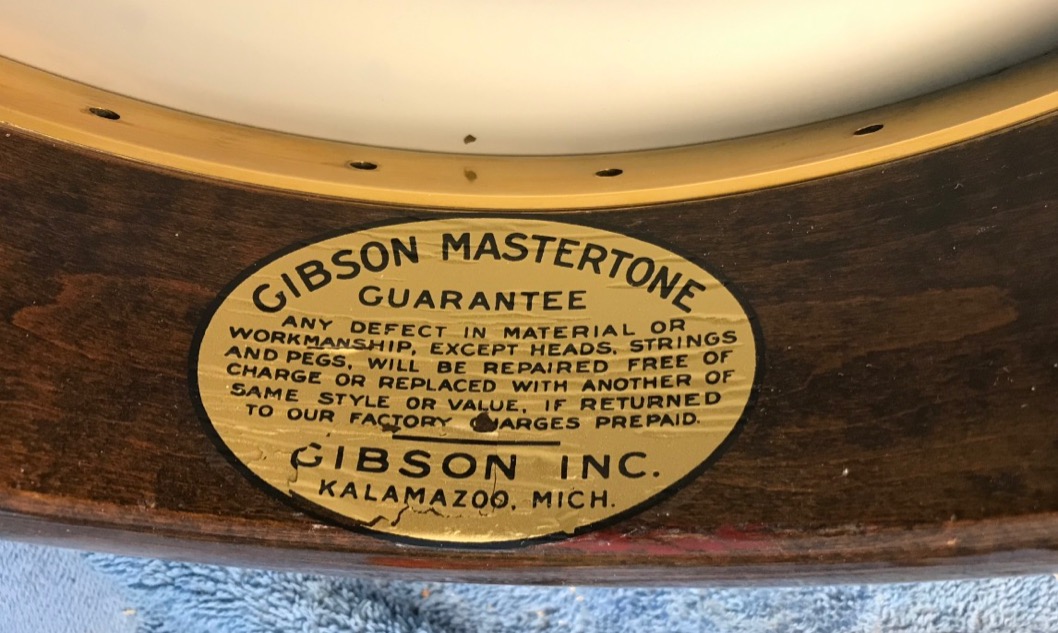 GIBSON MASTERTONE
GUARANTEE
ANY DEFECT IN MATERIAL OR
WORKMANSHIP, EXCEPT HEADS, STRINGS
AND PEGS, WILL BE REPAIRED FREE OF
CHARGE OR REPLACED WITH ANOTHER OF
SAME STYLE OR VALUE, IF RETURNED
TO OUR FACTORY CHARGES PREPAID.
GIBSON INC.
KALAMAZOO, MICH.